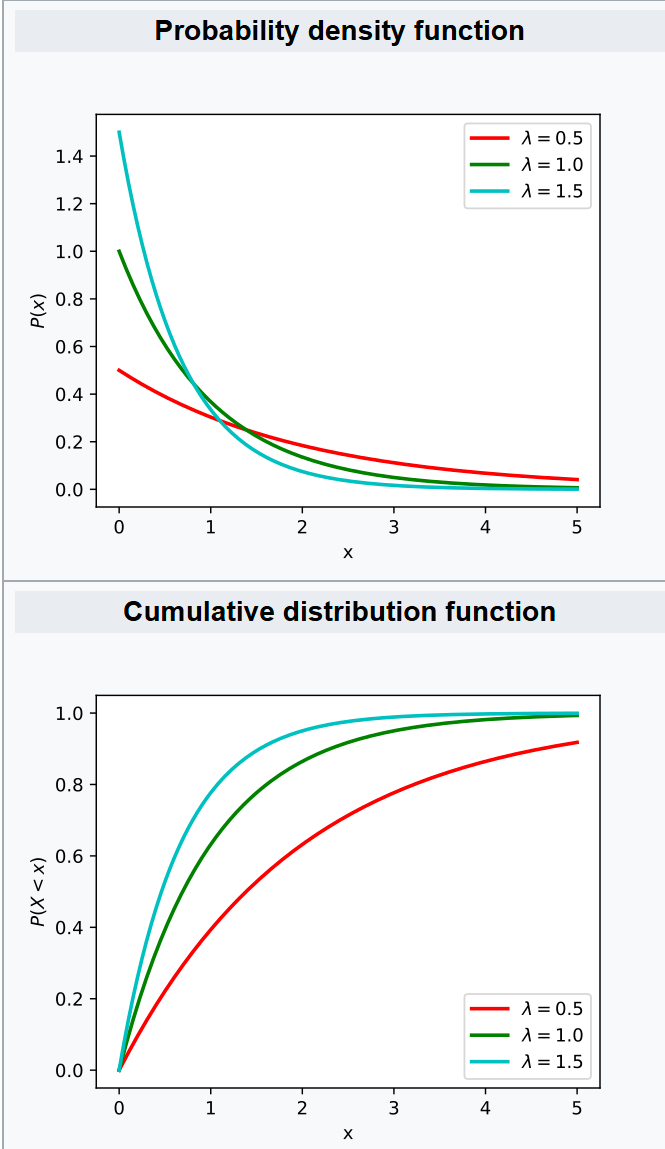 Probability density function
λ = 0.5
λ = 1.0
λ = 1.5
1.4
1.2
1.0
0.8
0.6
0.4
0.2
0.0
P(x)
0 1 2 3 4 5
x
Cumulative distribution function
1.0
0.8
0.6
0.4
0.2
0.0
P(X < x)
λ = 0.5
λ = 1.0
λ = 1.5
0 1 2 3 4 5
x